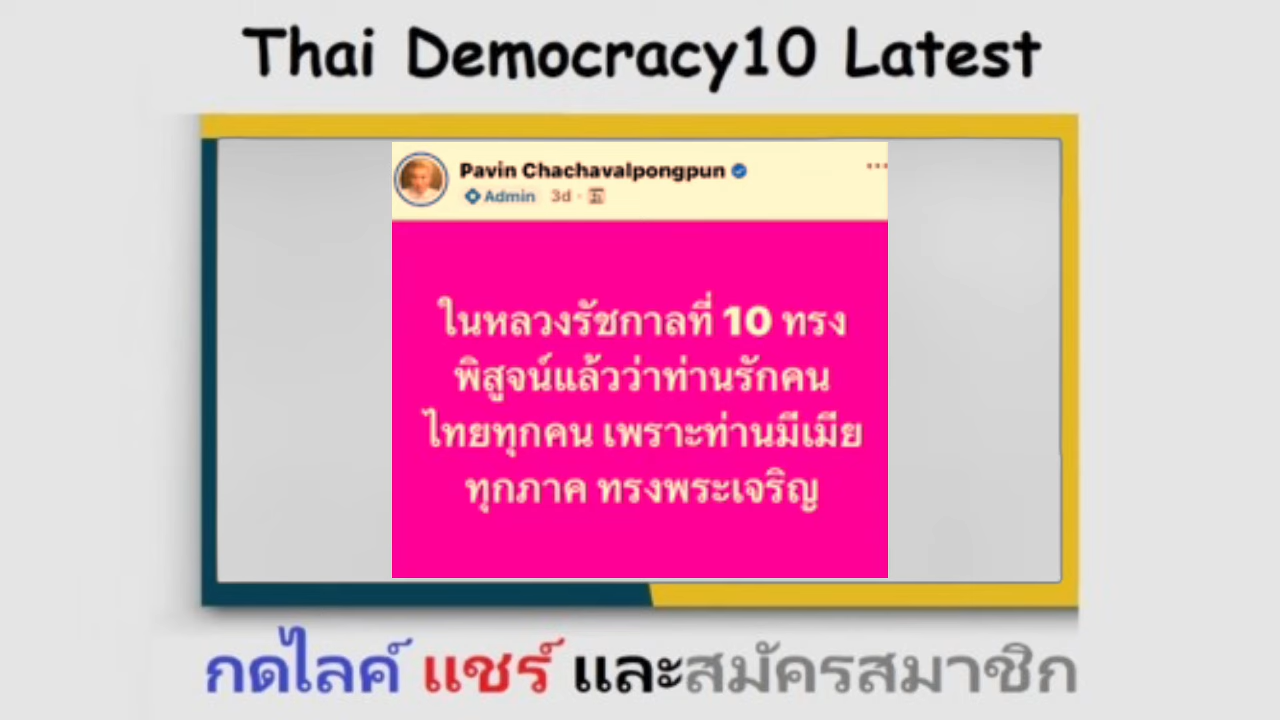 Thai Democracy10 Latest
Pavin Chachavalpongpun
Admin 3d ·
ในหลวงรัชกาลที่ 10 ทรง
พิสูจน์แล้วว่าท่านรักคน
ไทยทุกคน เพราะท่านมีเมีย
ทุกภาค ทรงพระเจริญ
กดไลค์ แชร์ และสมัครสมาชิก